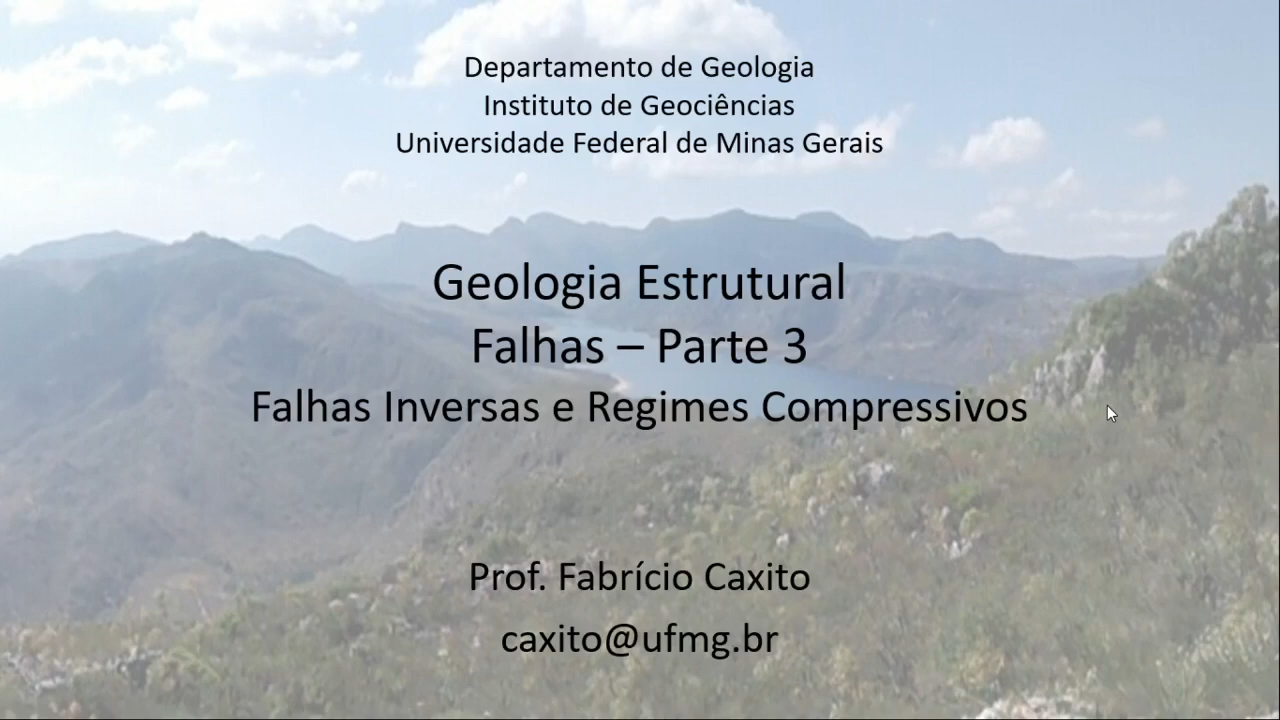 Departamento de Geologia
Instituto de Geociências
Universidade Federal de Minas Gerais
Geologia Estrutural
Falhas – Parte 3
Falhas Inversas e Regimes Compressivos
Prof. Fabrício Caxito
caxito@ufmg.br